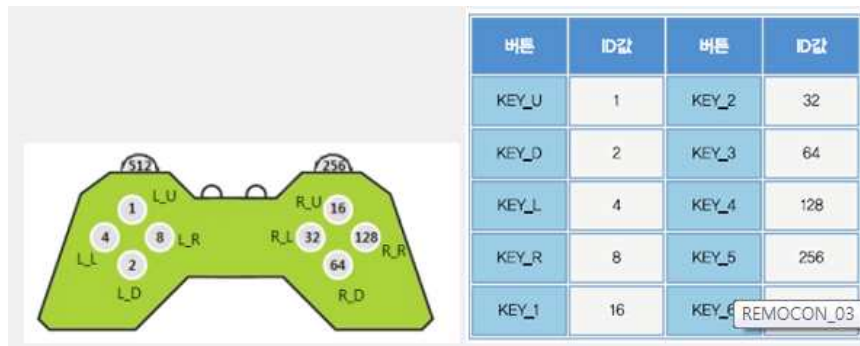 512
256
L_U
1
R_U
16
4
8
L_R
R_L
32
128
R_R
L_L
2
64
L_D
R_D
버튼 ID값 버튼 ID값
KEY_U 1 KEY_2 32
KEY_D 2 KEY_3 64
KEY_L 4 KEY_4 128
KEY_R 8 KEY_5 256
KEY_1 16 KEY_6
REMOCON_03